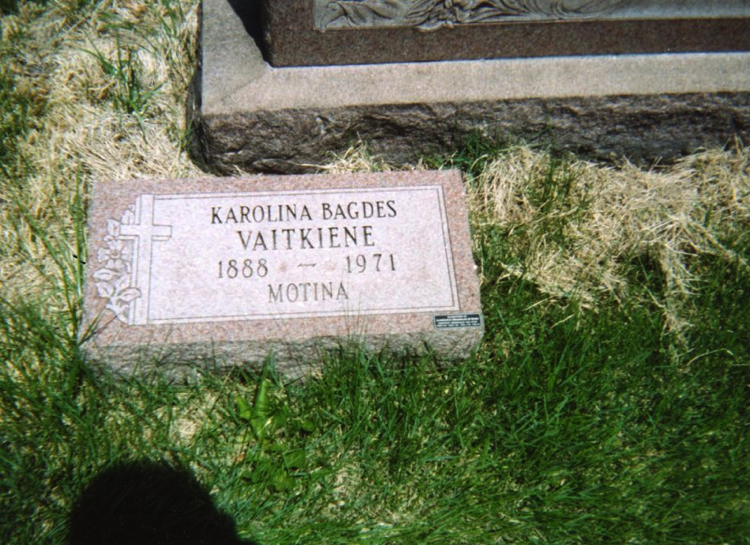 KAROLINA BAGDES
VAITKIENE
1888 – 1971
MOTINA